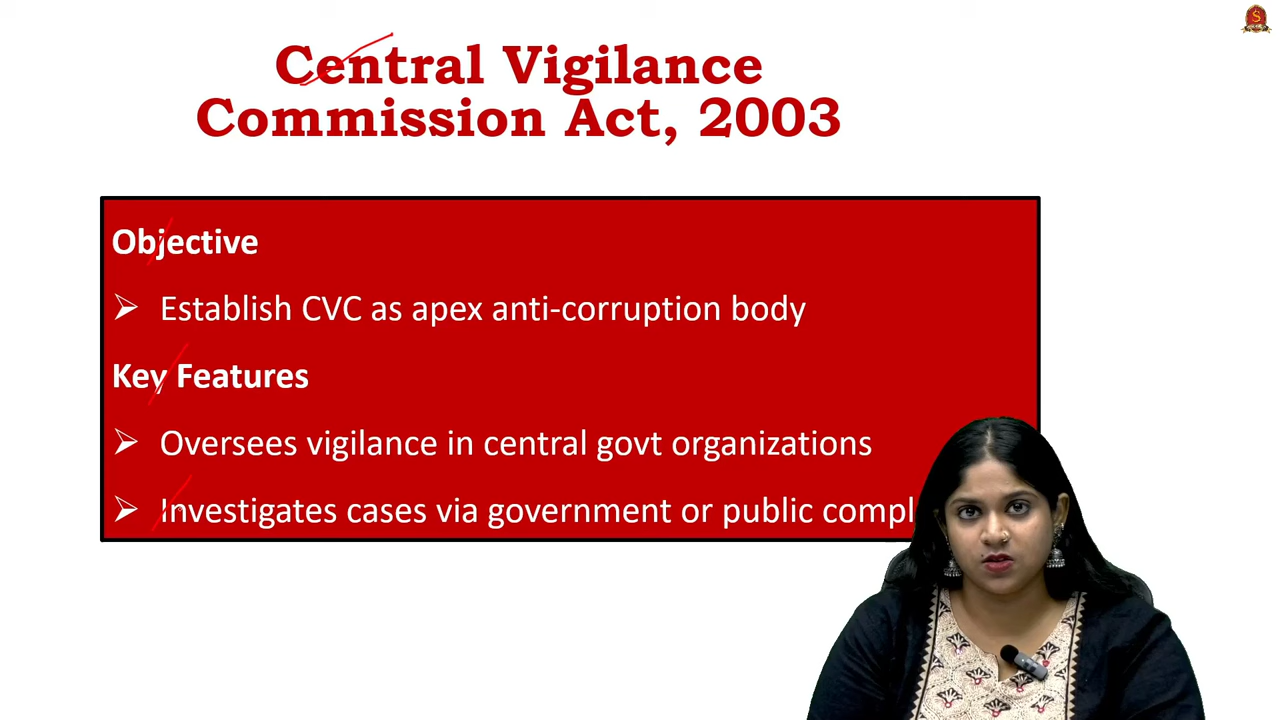 Central Vigilance
Commission Act, 2003
Objective
➢ Establish CVC as apex anti-corruption body
Key Features
➢ Oversees vigilance in central govt organizations
➢ Investigates cases via government or public compl